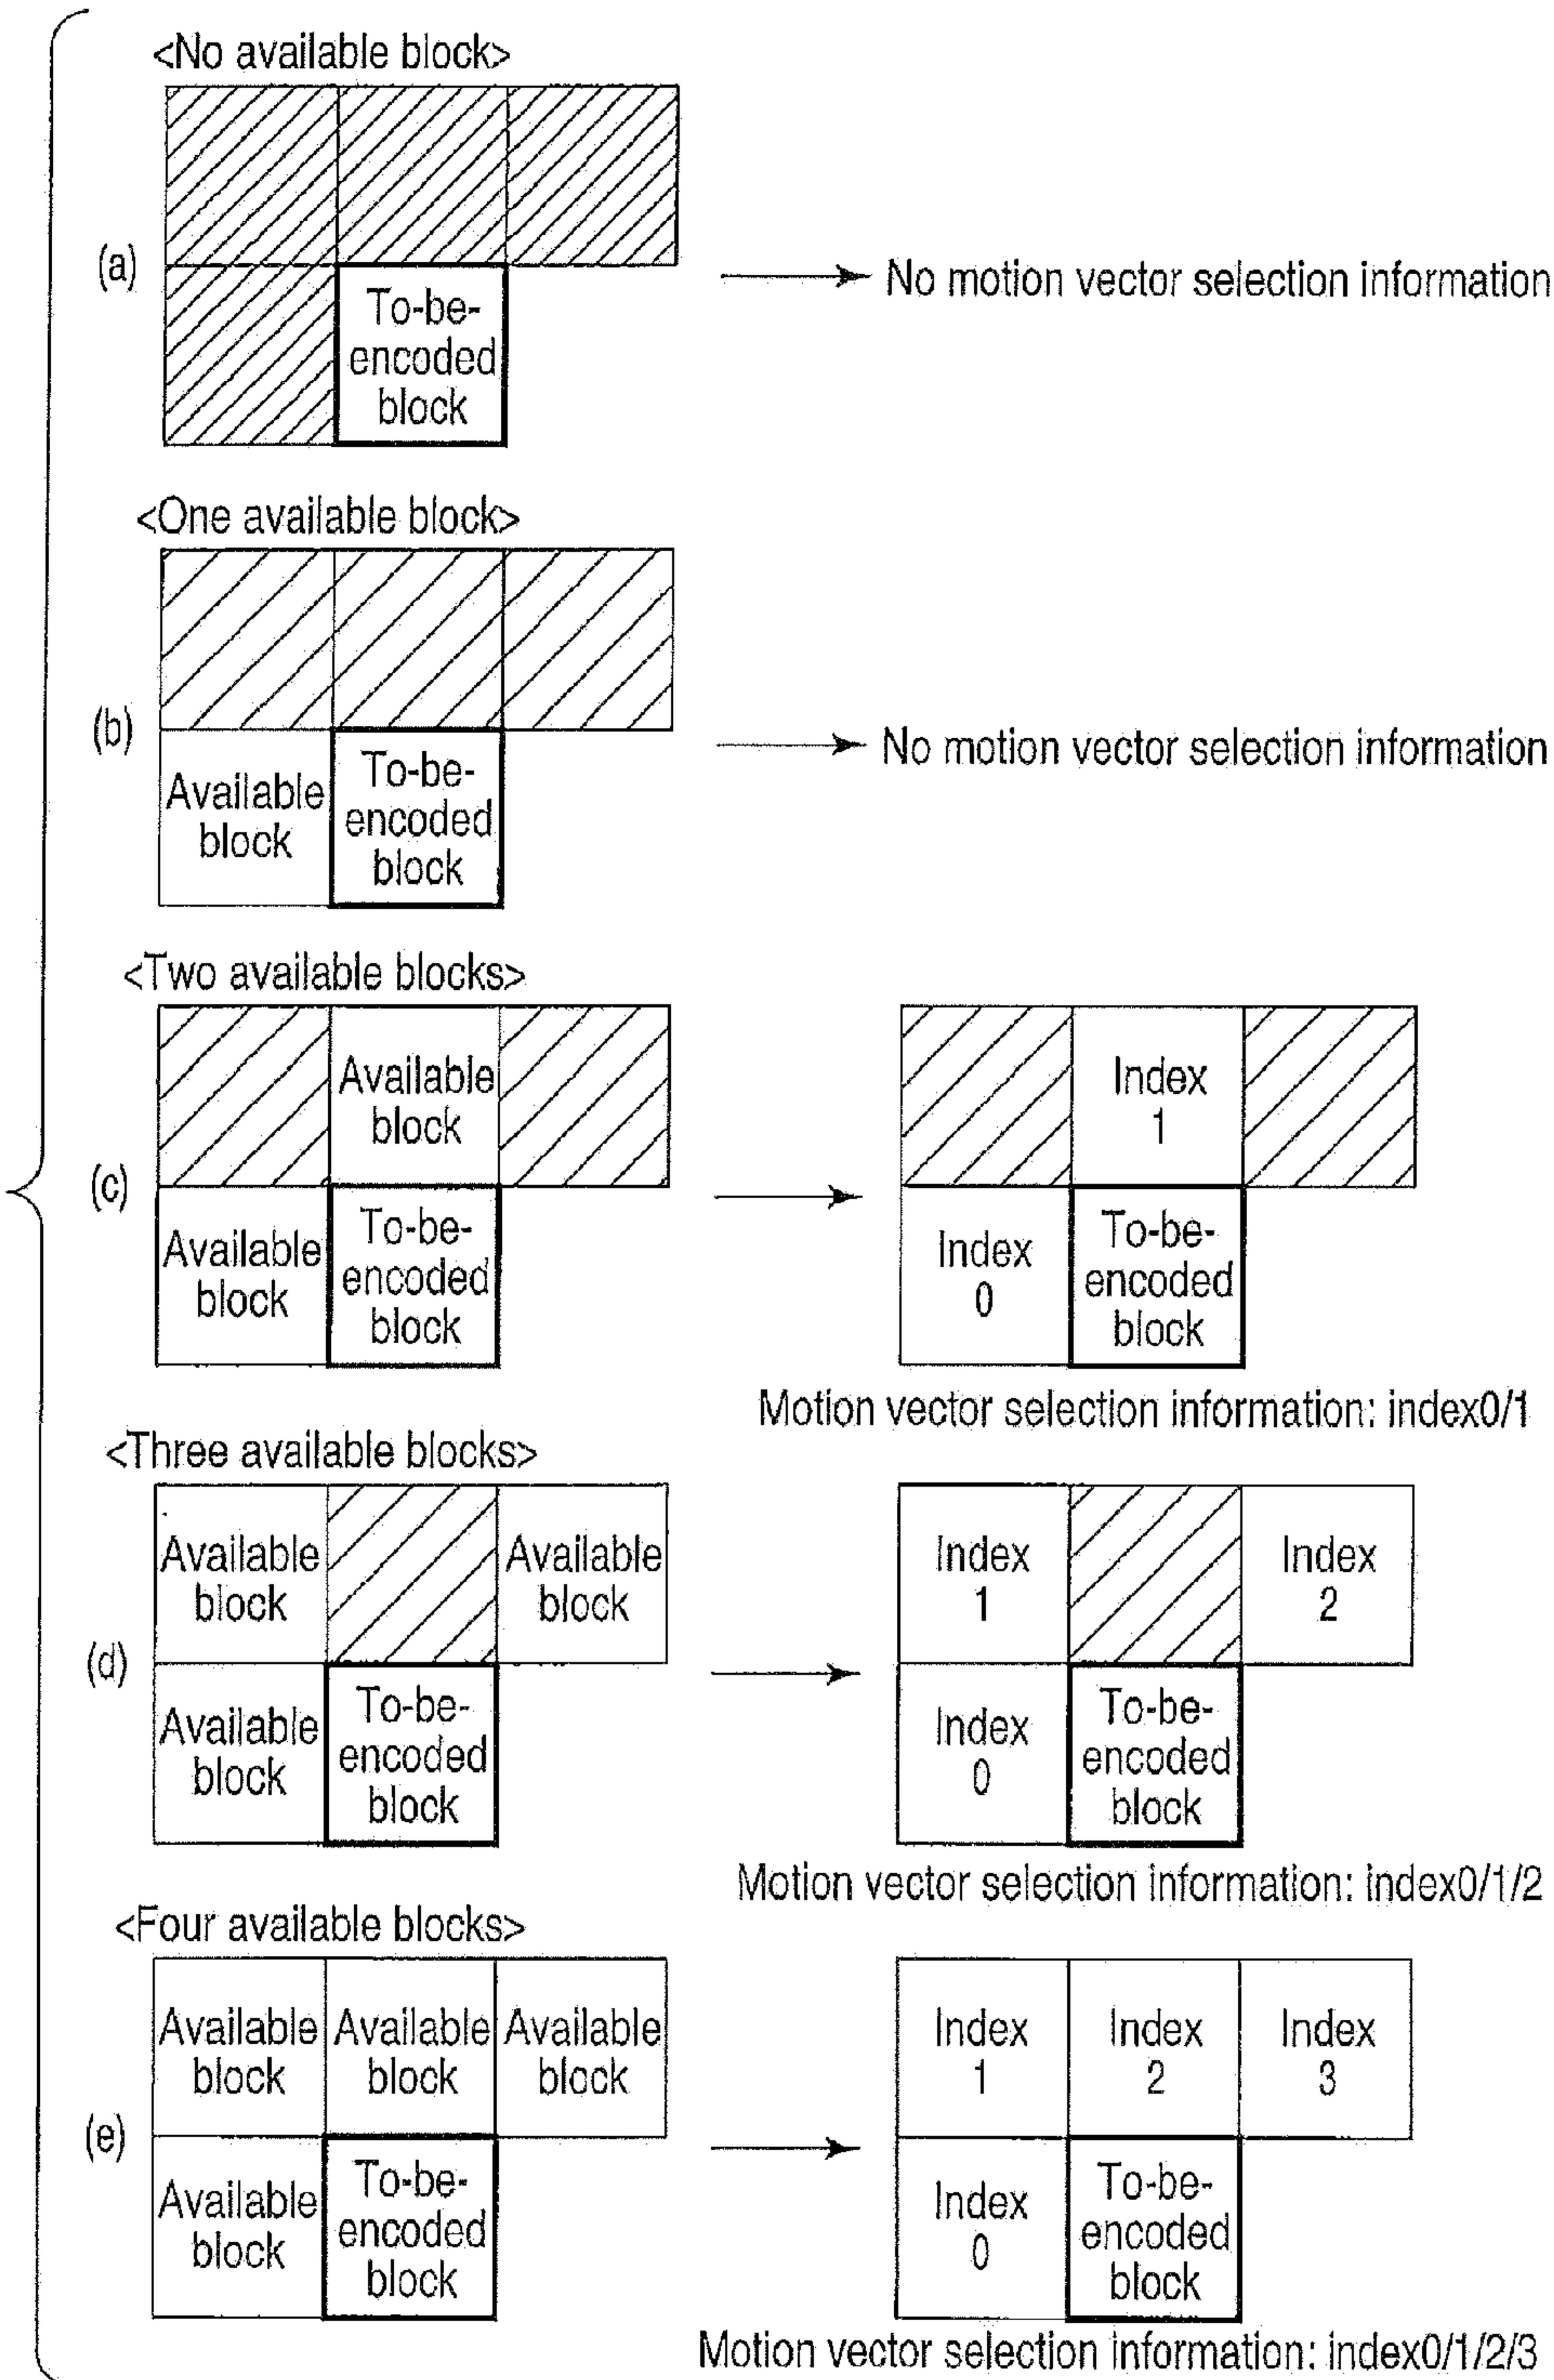 <No available block>
(a)
To-be-
encoded
block
No motion vector selection information
<One available block>
(b)
Available
block
To-be-
encoded
block
No motion vector selection information
<Two available blocks>
Available
block
(c)
Available
block
To-be-
encoded
block
Index
1
Index
0
To-be-
encoded
block
Motion vector selection information: index0/1
<Three available blocks>
Available
block
Available
block
(d)
Available
block
To-be-
encoded
block
Index
1
Index
2
Index
0
To-be-
encoded
block
Motion vector selection information: index0/1/2
<Four available blocks>
Available
block
Available
block
Available
block
(e)
Available
block
To-be-
encoded
block
Index
1
Index
2
Index
3
Index
0
To-be-
encoded
block
Motion vector selection information: index0/1/2/3